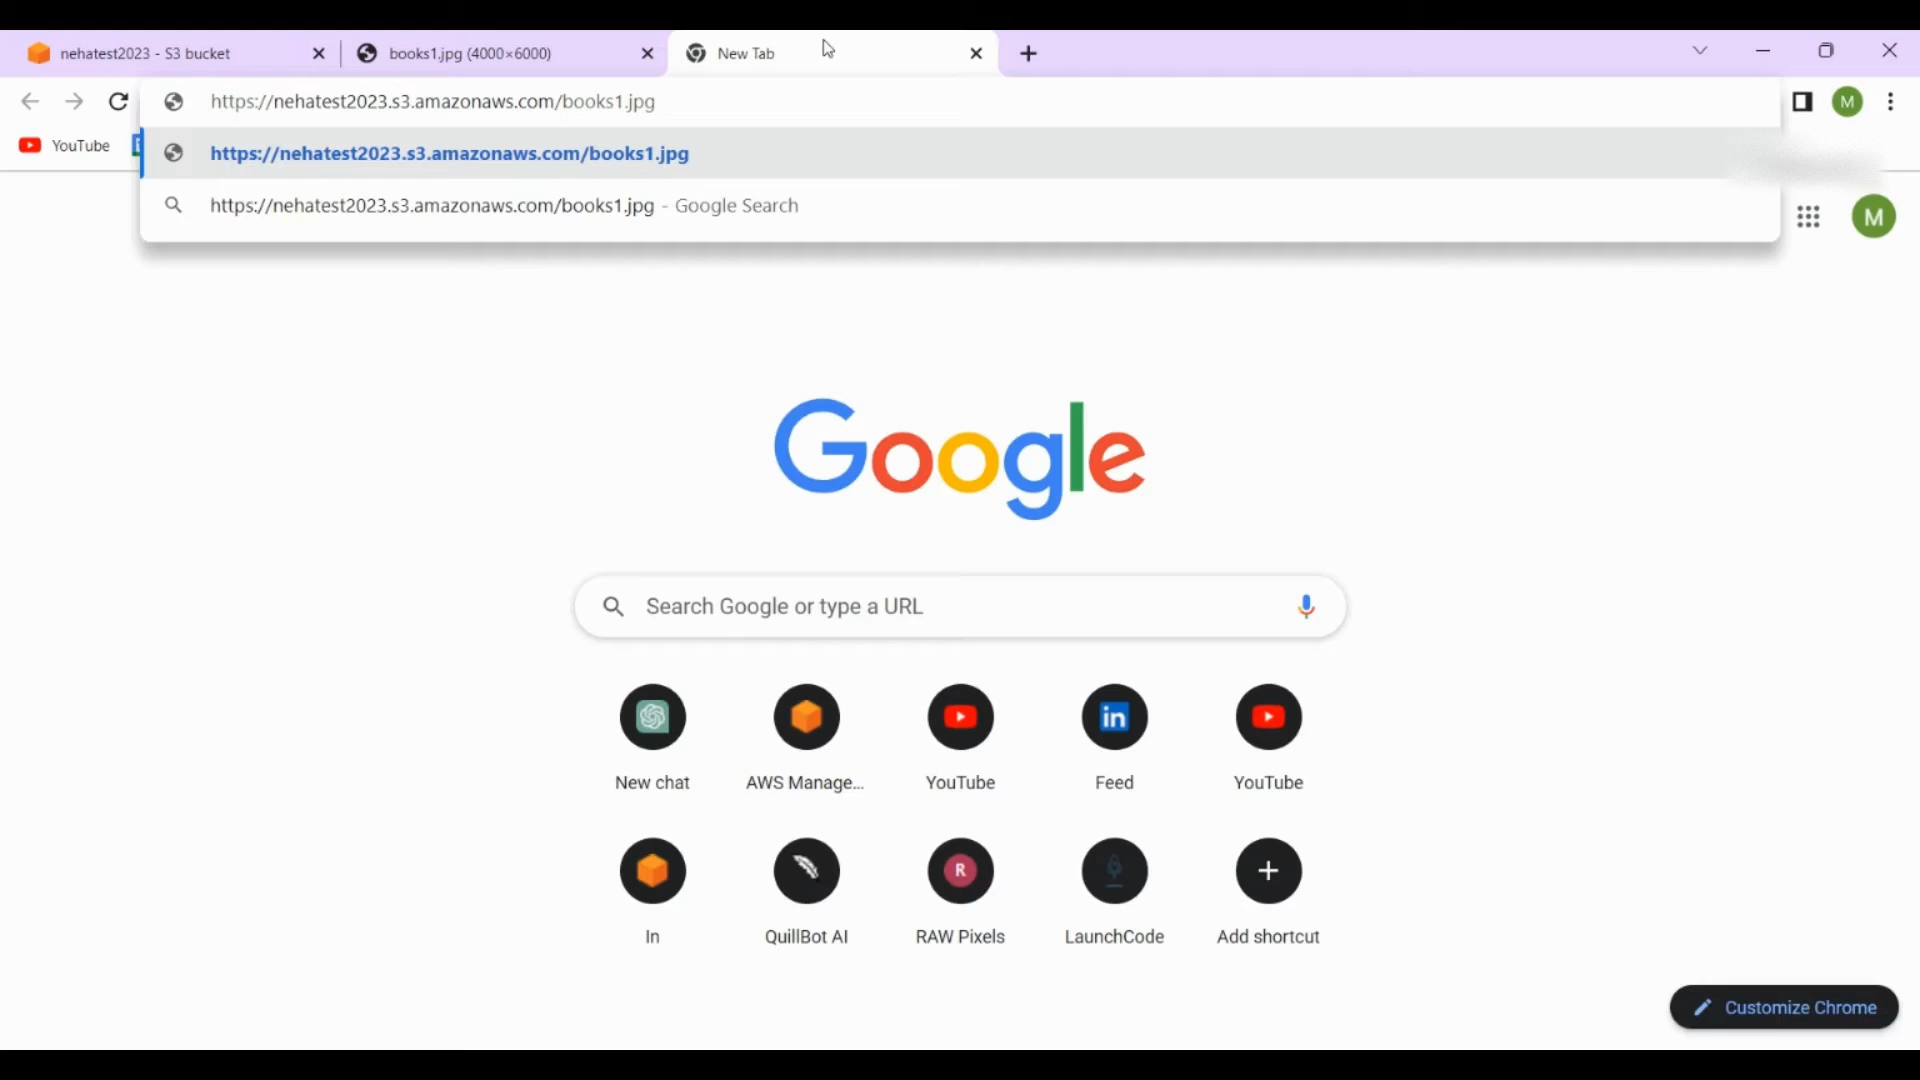 nehatest2023 - S3 bucket
books1.jpg (4000×6000)
New Tab
https://nehatest2023.s3.amazonaws.com/books1.jpg
M
YouTube
https://nehatest2023.s3.amazonaws.com/books1.jpg
https://nehatest2023.s3.amazonaws.com/books1.jpg - Google Search
M
Google
Search Google or type a URL
in
New chat
AWS Manage...
YouTube
Feed
YouTube
R
In
QuillBot AI
RAW Pixels
LaunchCode
Add shortcut
Customize Chrome